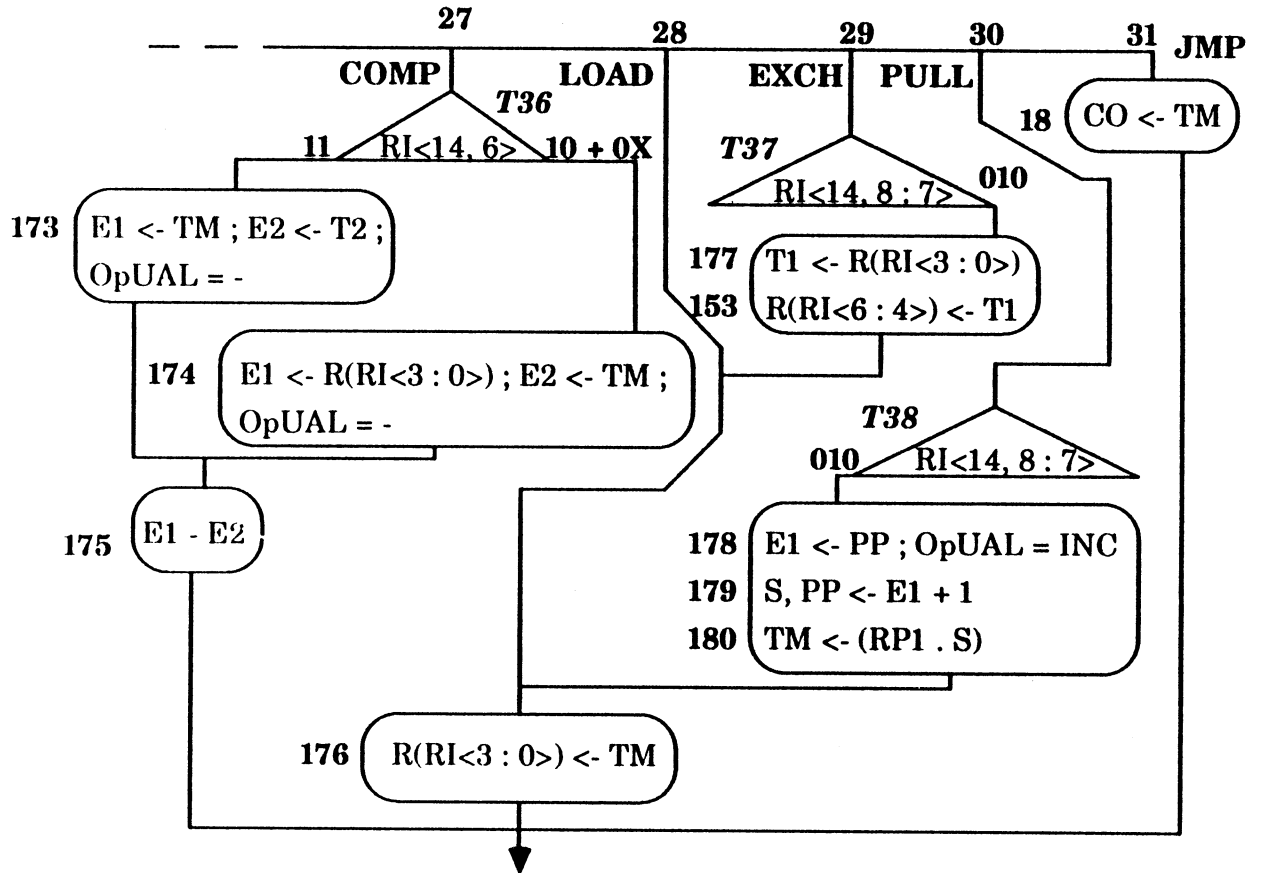 27 28 29 30 31 JMP
COMP LOAD EXCH PULL
T36
11 RI<14, 6> 10 + 0X
18 CO <- TM
T37
RI<14, 8 : 7> 010
173 E1 <- TM ; E2 <- T2 ;
OpUAL = -
177 T1 <- R(RI<3 : 0>)
153 R(RI<6 : 4>) <- T1
174 E1 <- R(RI<3 : 0>) ; E2 <- TM ;
OpUAL = -
T38
010 RI<14, 8 : 7>
175 E1 - E2
178 E1 <- PP ; OpUAL = INC
179 S, PP <- E1 + 1
180 TM <- (RP1 . S)
176 R(RI<3 : 0>) <- TM